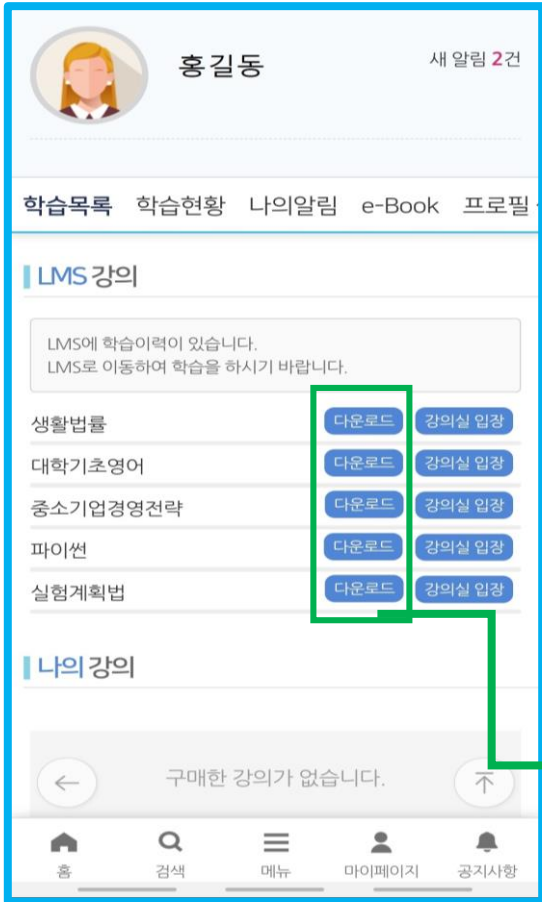 홍길동
새 알림 2건
학습목록 학습현황 나의알림 e-Book 프로필
LMS 강의
LMS에 학습이력이 있습니다.
LMS로 이동하여 학습을 하시기 바랍니다.
생활법률 다운로드 강의실 입장
대학기초영어 다운로드 강의실 입장
중소기업경영전략 다운로드 강의실 입장
파이썬 다운로드 강의실 입장
실험계획법 다운로드 강의실 입장
나의 강의
구매한 강의가 없습니다.
홈 검색 메뉴 마이페이지 공지사항